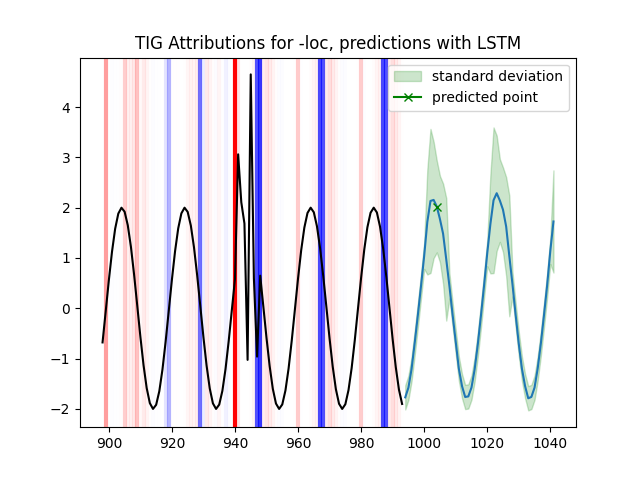 TIG Attributions for -loc, predictions with LSTM
standard deviation
predicted point
4
3
2
1
0
−1
−2
900 920 940 960 980 1000 1020 1040